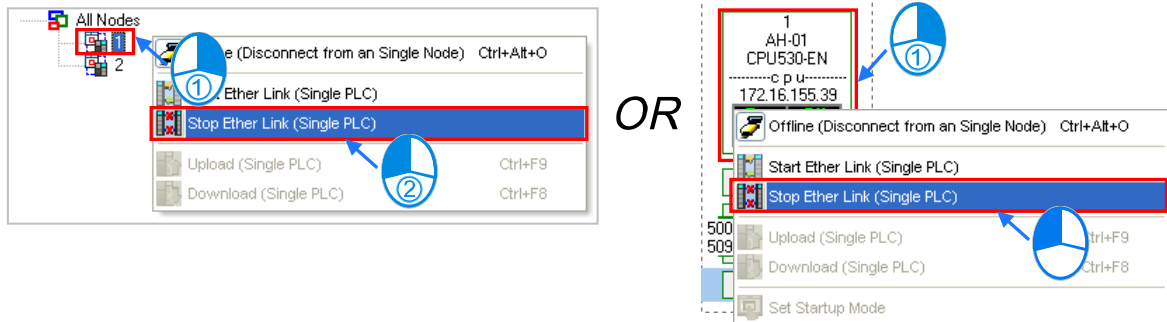 All Nodes
1
2
e (Disconnect from an Single Node) Ctrl+Alt+O
Ether Link (Single PLC)
Stop Ether Link (Single PLC)
Upload (Single PLC) Ctrl+F9
Download (Single PLC) Ctrl+F8
①
②
OR
1
AH-01
CPU530-EN
--------c p u--------
172.16.155.39
①
Offline (Disconnect from an Single Node) Ctrl+Alt+O
Start Ether Link (Single PLC)
Stop Ether Link (Single PLC)
500
509
Upload (Single PLC) trl+F9
Download (Single PLC) Ctrl+F8
Set Startup Mode